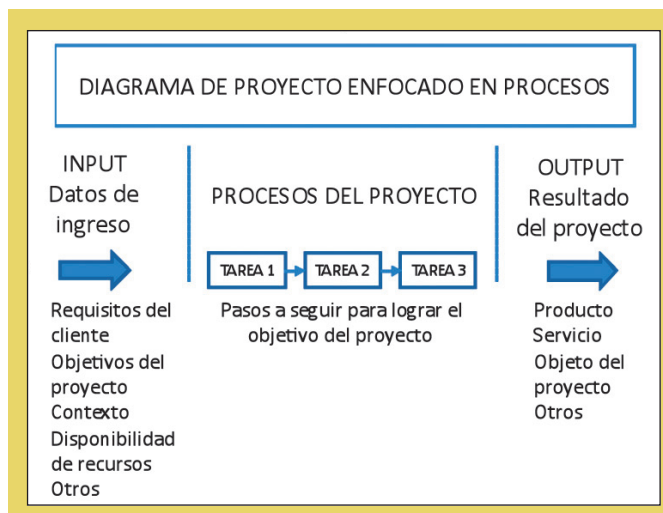 DIAGRAMA DE PROYECTO ENFOCADO EN PROCESOS
INPUT
Datos de
ingreso
Requisitos del
cliente
Objetivos del
proyecto
Contexto
Disponibilidad
de recursos
Otros
PROCESOS DEL PROYECTO
TAREA 1
TAREA 2
TAREA 3
Pasos a seguir para lograr el
objetivo del proyecto
OUTPUT
Resultado
del proyecto
Producto
Servicio
Objeto del
proyecto
Otros